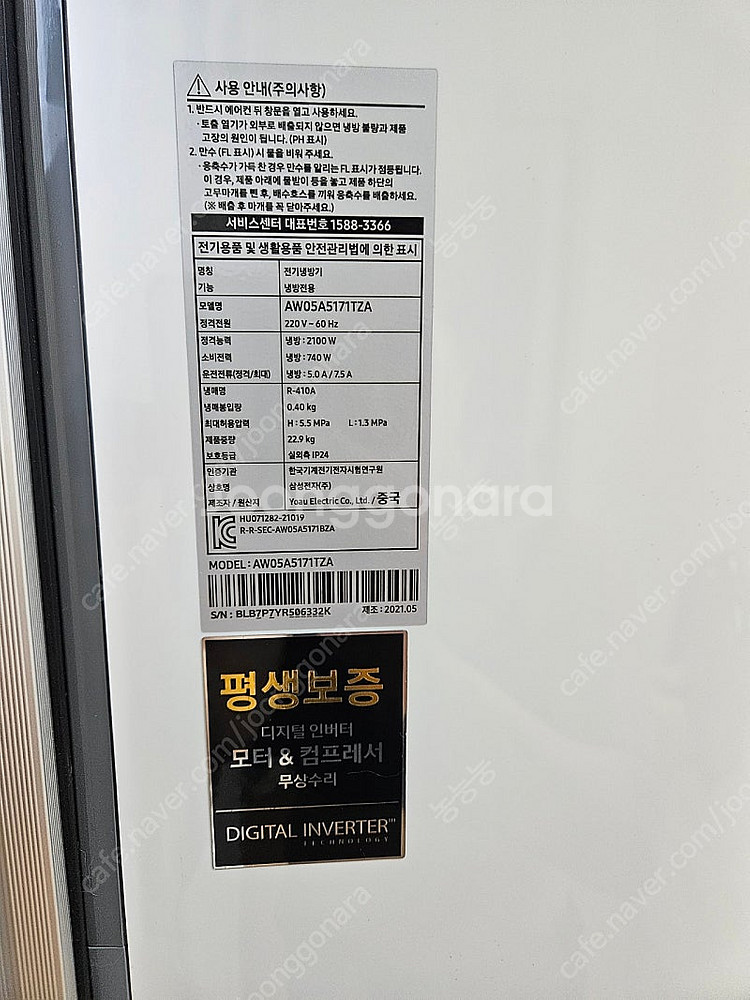 사용 안내(주의사항)
1. 반드시 에어컨 뒤 창문을 열고 사용하세요.
· 토출 열기가 외부로 배출되지 않으면 냉방 불량과 제품
고장의 원인이 됩니다. (PH 표시)
2. 만수 (FL 표시) 시 물을 비워 주세요.
· 응축수가 가득 찬 경우 만수를 알리는 FL 표시가 점등됩니다.
이 경우, 제품 아래에 물받이 등을 놓고 제품 하단의
고무마개를 뺀 후, 배수호스를 끼워 응축수를 배출하세요.
(※ 배출 후 마개를 꼭 닫아주세요.)
서비스센터 대표번호 1588-3366
전기용품 및 생활용품 안전관리법에 의한 표시
명칭 전기냉방기
기능 냉방전용
모델명 AW05A5171TZA
정격전원 220 V ~ 60 Hz
정격능력 냉방 : 2100 W
소비전력 냉방 : 740 W
운전전류(정격/최대) 냉방 : 5.0 A / 7.5 A
냉매명 R-410A
냉매봉입량 0.40 kg
최대허용압력 H : 5.5 MPa L : 1.3 MPa
제품중량 22.9 kg
보호등급 실외측 IP24
인증기관 한국기계전기전자시험연구원
상호명 삼성전자(주)
제조자 / 원산지 Yoau Electric Co., Ltd. / 중국
HU071282-21019
R-R-SEC-AW05A5171BZA
MODEL : AW05A5171TZA
S/N : BLB7P7YR506332K 제조 : 2021.05
평생보증
디지털 인버터
모터 & 컴프레서
무상수리
DIGITAL INVERTER
TECHNOLOGY
joonggonara
cafe.naver.com/joonggonara
농농농